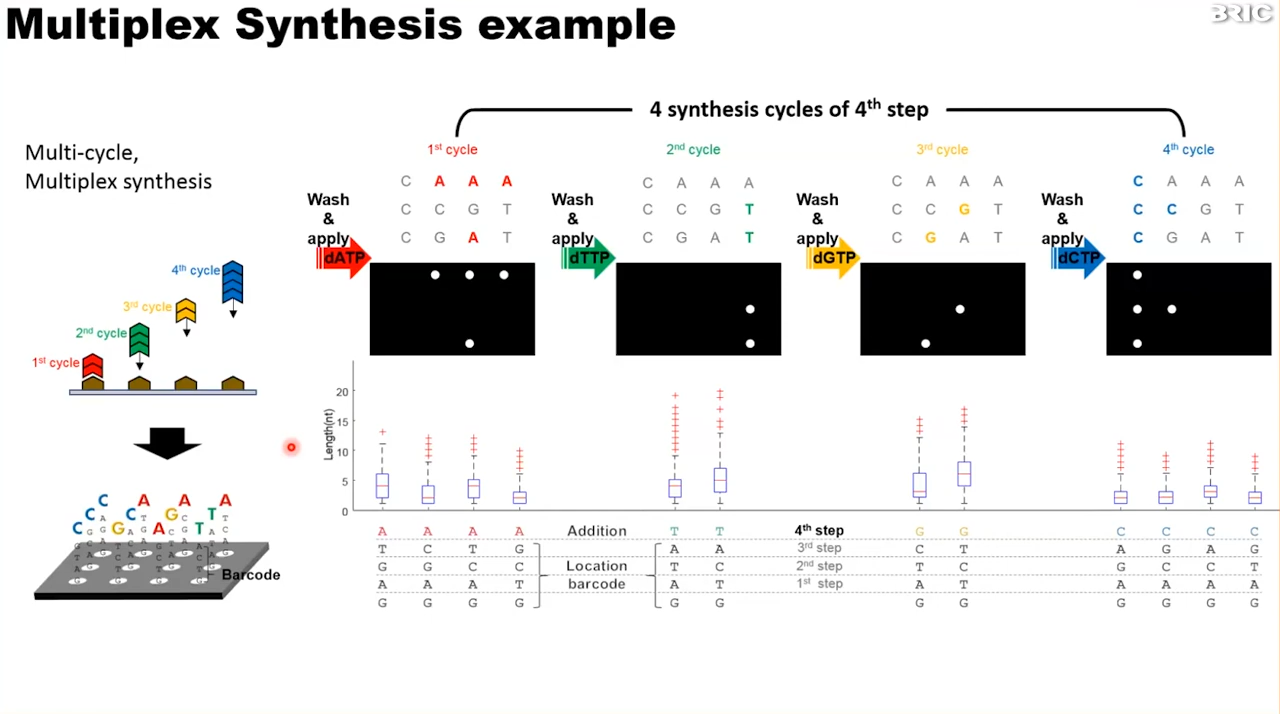 Multiplex Synthesis example
BRIC
4 synthesis cycles of 4th step
Multi-cycle,
Multiplex synthesis
1st cycle
2nd cycle
3rd cycle
4th cycle
Wash
&
apply
dATP
C A A A
C C G T
C G A T
Wash
&
apply
dTTP
C A A A
C C G T
C G A T
Wash
&
apply
dGTP
C A A A
C C G T
C G A T
Wash
&
apply
dCTP
C A A A
C C G T
C G A T
4th cycle
3rd cycle
2nd cycle
1st cycle
Length(nt)
20
15
10
5
0
A A A A Addition T T 4th step G G C C C C
T C T G A A 3rd step C T A G A G
G G C C Location T C 2nd step T C G C C T
A A A T barcode A T 1st step A T A A A A
G G G G G G G G G G G G
C A A A
C C G T
C G A T
Barcode